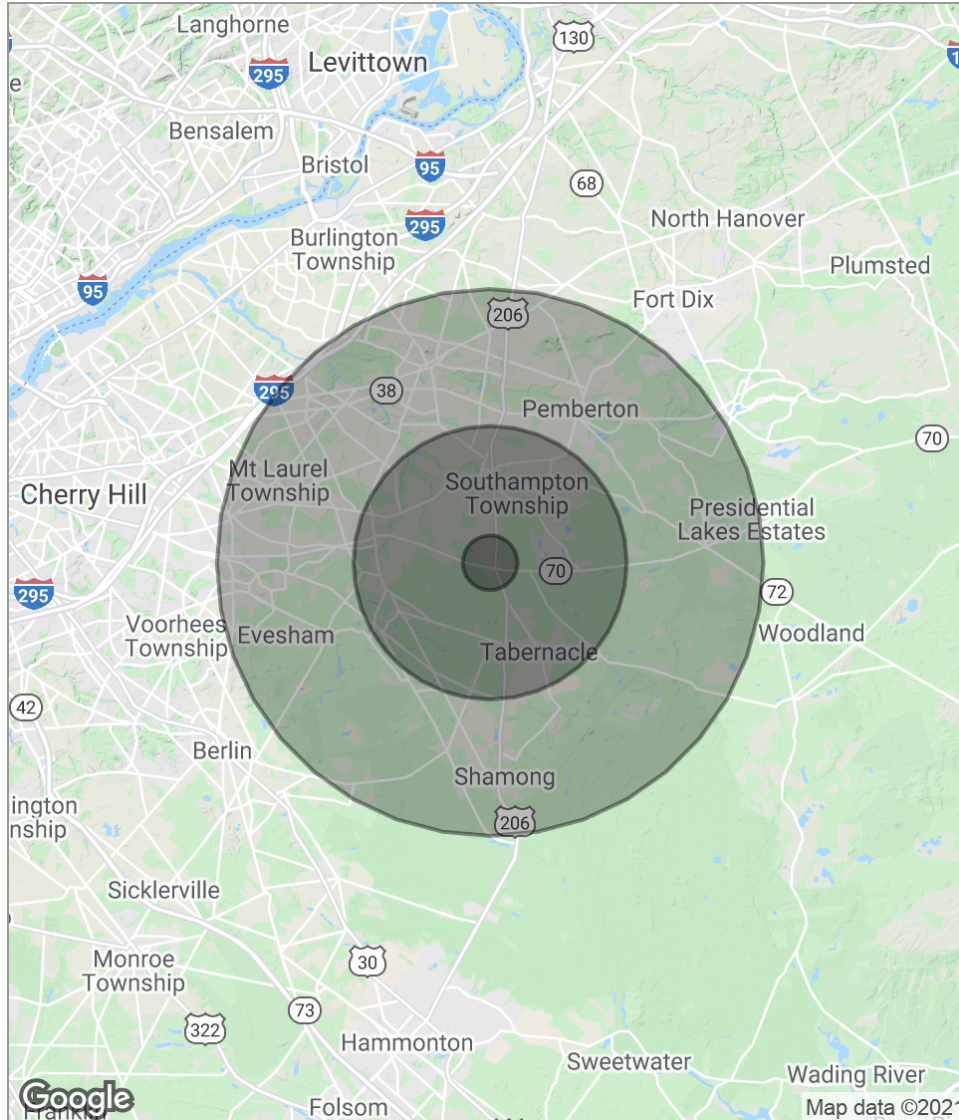 Langhorne
130
Levittown
295
e
Bensalem
Bristol
95
68
North Hanover
295
Burlington
Township
Plumsted
95
Fort Dix
206
295
38
Pemberton
70
Mt Laurel
Township
Southampton
Township
Cherry Hill
Presidential
Lakes Estates
70
295
72
Voorhees
Township
Evesham
Woodland
Tabernacle
42
Berlin
Shamong
ington
nship
206
Sicklerville
Monroe
Township
30
73
322
Hammonton
Sweetwater
Wading River
Google
Folsom
Map data ©2021